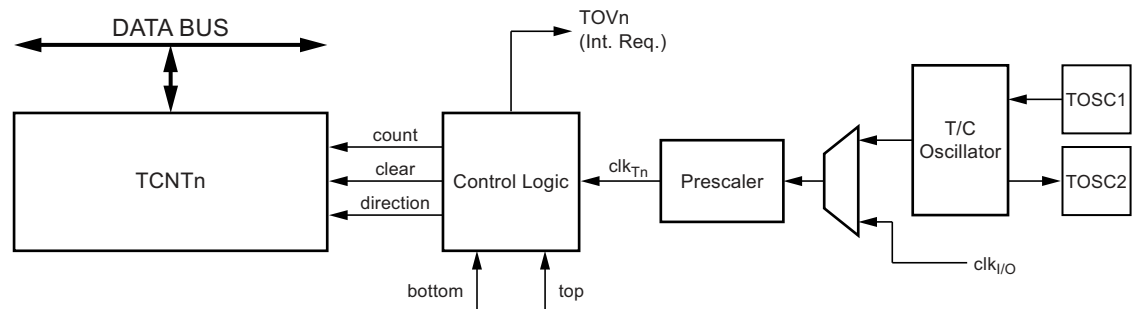 DATA BUS
TOVn
(Int. Req.)
TCNTn
count
clear
direction
Control Logic
clkTn
Prescaler
T/C
Oscillator
TOSC1
TOSC2
clkI/O
bottom
top